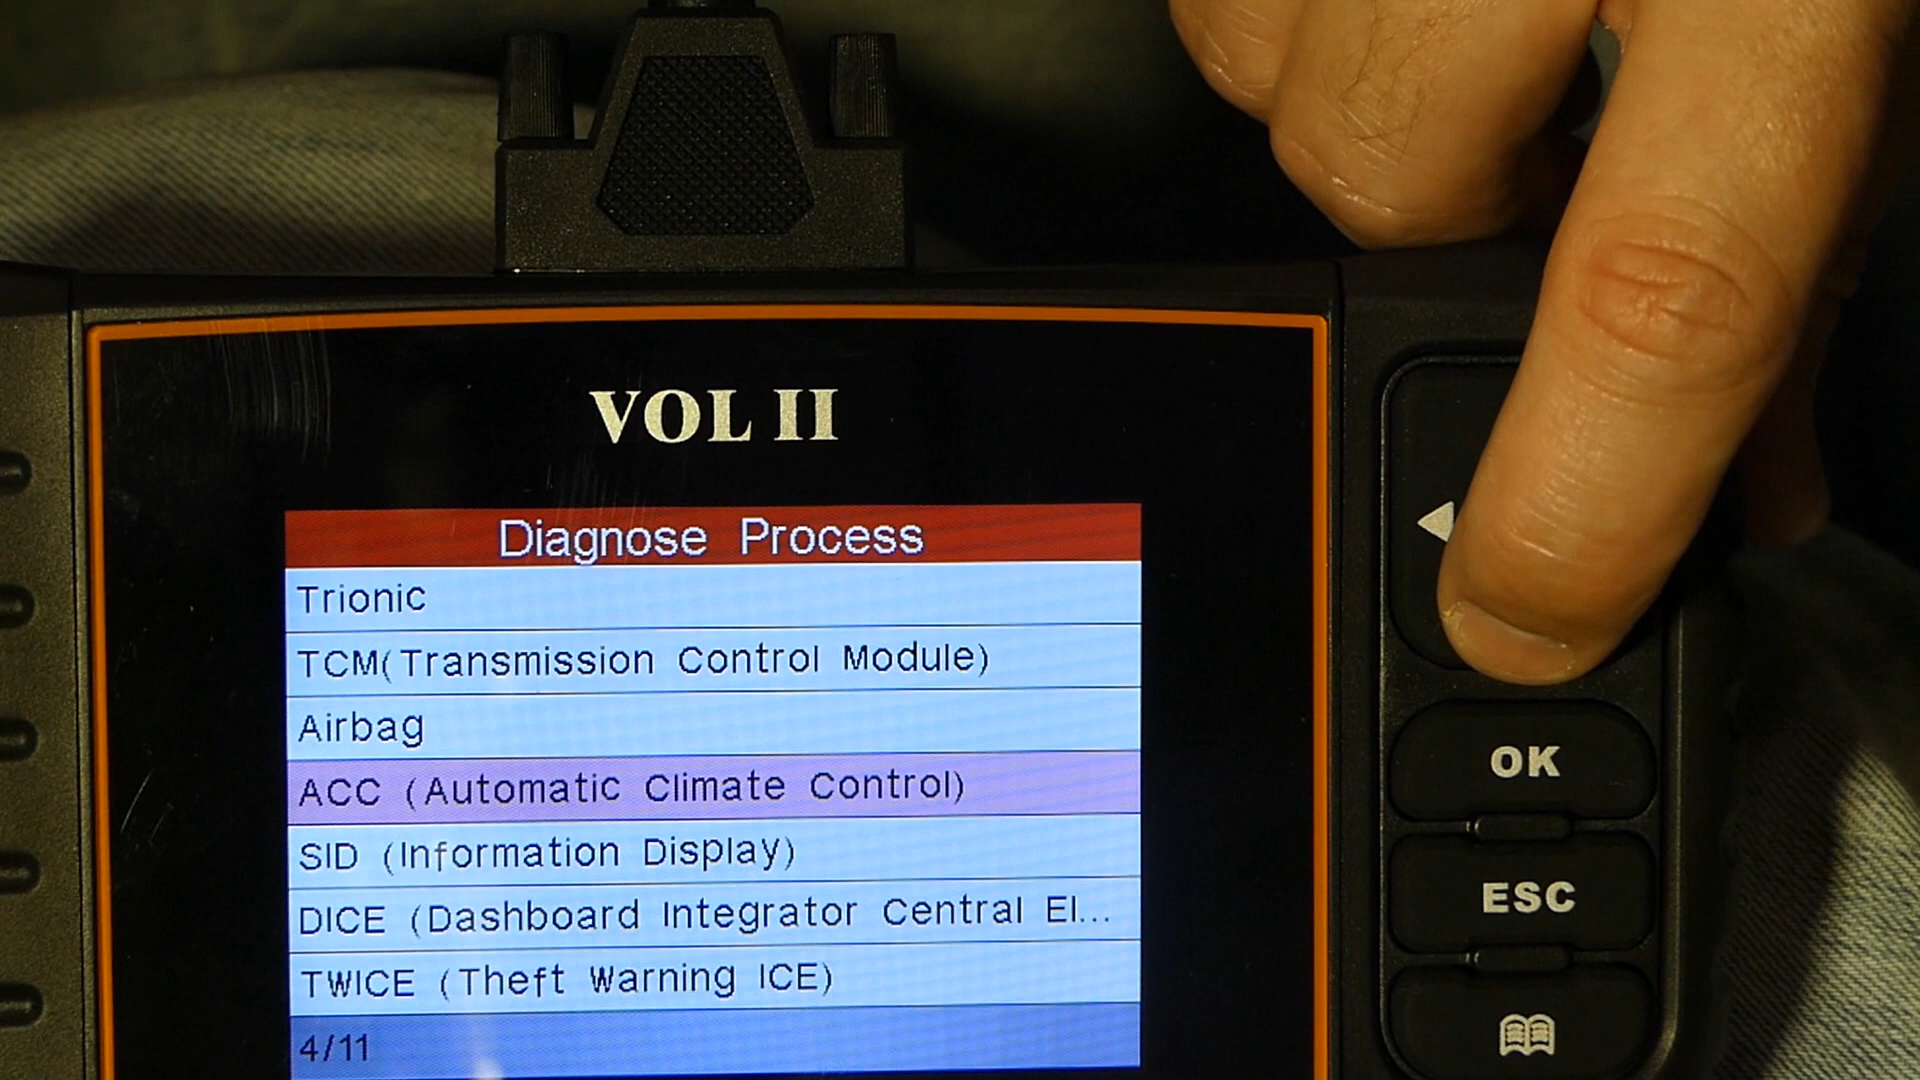 VOL II
Diagnose Process
Trionic
TCM(Transmission Control Module)
Airbag
ACC (Automatic Climate Control)
SID (Information Display)
DICE (Dashboard Integrator Central El...
TWICE (Theft Warning ICE)
4/11
OK
ESC